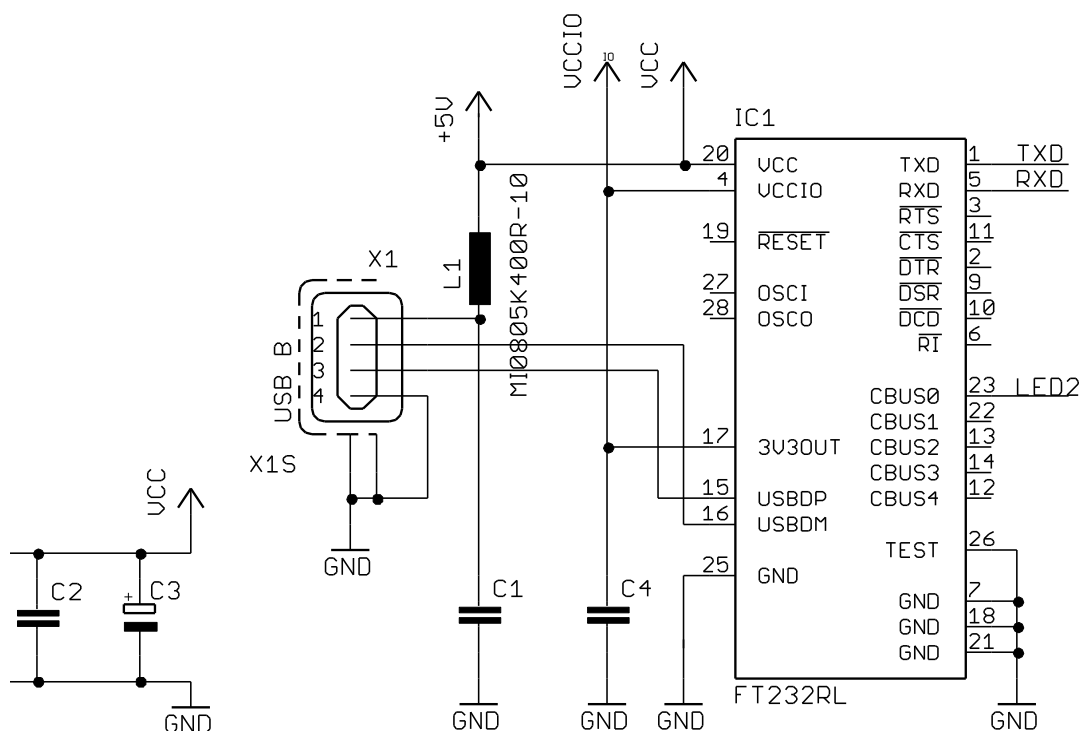 VCCIO
IO
VCC
+5V
IC1
20 VCC TXD 1 TXD
4 VCCIO RXD 5 RXD
RTS 3
19 RESET CTS 11
DTR 2
27 OSCI DSR 9
28 OSCO DCD 10
RI 6
CBUS0 23 LED2
CBUS1 22
17 3V3OUT CBUS2 13
CBUS3 14
15 USBDP CBUS4 12
16 USBDM
TEST 26
25 GND
GND 7
GND 18
GND 21
FT232RL
GND
MI0805K400R-10
L1
X1
1
2
3
4
USB B
X1S
GND
VCC
C2
+
C3
GND
C1
GND
C4
GND
GND